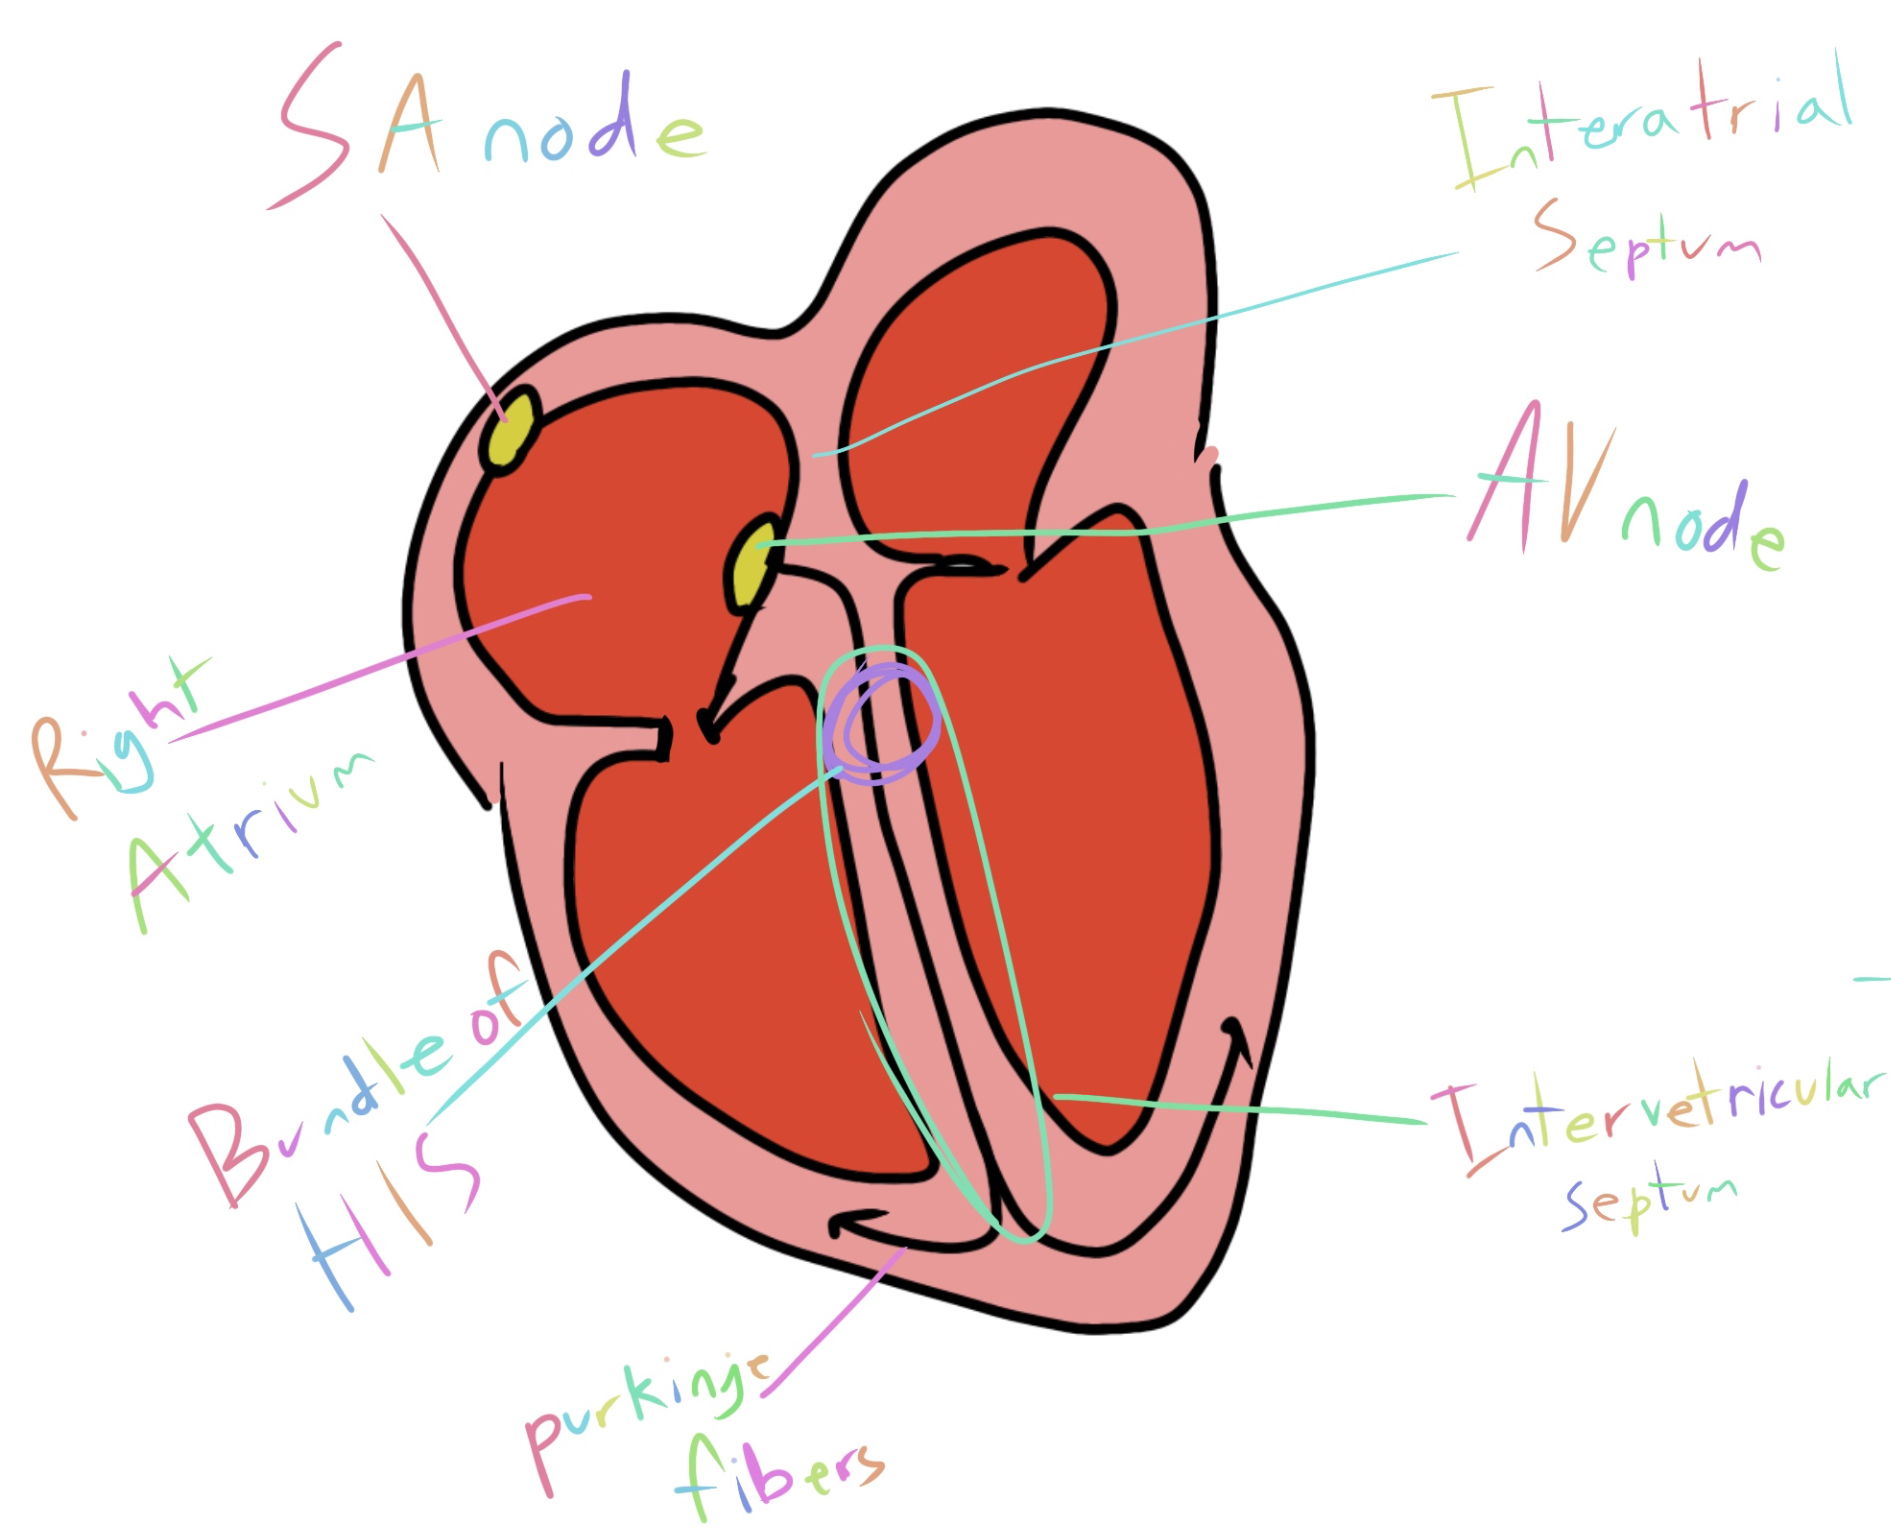 SA node
Interatrial
Septum
AV node
Right
Atrium
Bundle of
HIS
Intervetricular
septum
purkinje
fibers